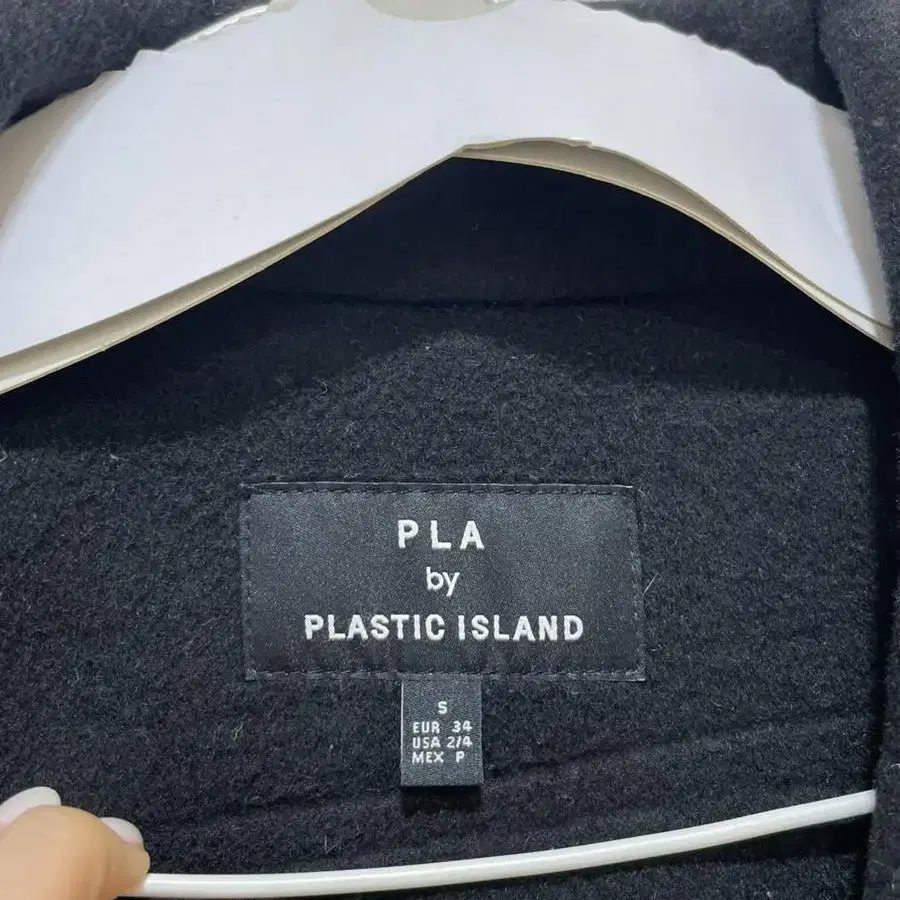 PLA
by
PLASTIC ISLAND
S
EUR 34
USA 2/4
MEX P